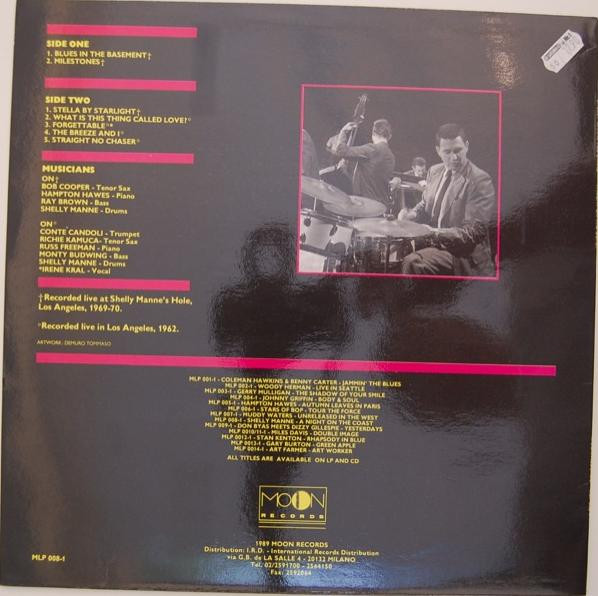 SIDE ONE
1. BLUES IN THE BASEMENT†
2. MILESTONES†
SIDE TWO
1. STELLA BY STARLIGHT†
2. WHAT IS THIS THING CALLED LOVE?°
3. FORGETTABLE°*
4. THE BREEZE AND I°
5. STRAIGHT NO CHASER°
MUSICIANS
ON†
BOB COOPER - Tenor Sax
HAMPTON HAWES - Piano
RAY BROWN - Bass
SHELLY MANNE - Drums
ON°
CONTE CANDOLI - Trumpet
RICHIE KAMUCA- Tenor Sax
RUSS FREEMAN - Piano
MONTY BUDWING - Bass
SHELLY MANNE - Drums
*IRENE KRAL - Vocal
†Recorded live at Shelly Manne's Hole,
Los Angeles, 1969-70.
°Recorded live in Los Angeles, 1962.
ARTWORK: DEMURO TOMMASO
MLP 001-1 - COLEMAN HAWKINS & BENNY CARTER - JAMMIN' THE BLUES
MLP 002-1 - WOODY HERMAN - LIVE IN SEATTLE
MLP 003-1 - GERRY MULLIGAN - THE SHADOW OF YOUR SMILE
MLP 004-1 - JOHNNY GRIFFIN - BODY & SOUL
MLP 005-1 - HAMPTON HAWES - AUTUMN LEAVES IN PARIS
MLP 006-1 - STARS OF BOP - TOUR THE FORCE
MLP 007-1 - MUDDY WATERS - UNRELEASED IN THE WEST
MLP 008-1 - SHELLY MANNE - A NIGHT ON THE COAST
MLP 009-1 - DON BYAS MEETS DIZZY GILLESPIE - YESTERDAYS
MLP 0010/11-1 - MILES DAVIS - DOUBLE IMAGE
MLP 0012-1 - STAN KENTON - RHAPSODY IN BLUE
MLP 0013-1 - GARY BURTON - GREEN APPLE
MLP 0014-1 - ART FARMER - ART WORKER
ALL TITLES ARE AVAILABLE ON LP AND CD
MOON
RECORDS
1989 MOON RECORDS
Distribution: I.R.D. - International Records Distribution
via G.B. de LA SALLE 4 - 20132 MILANO
Tel. 02/2591700 - 2564150
Fax: 2592064
MLP 008-1